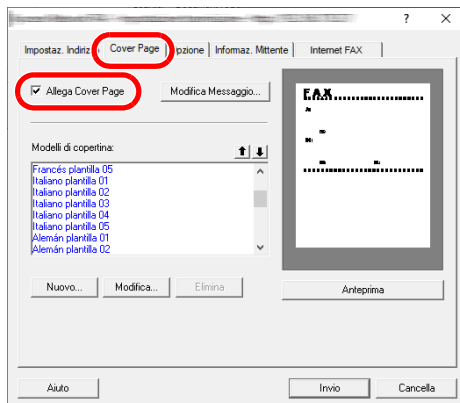 ?
Impostaz. Indiriz Cover Page pzione Informaz. Mittente Internet FAX
Allega Cover Page Modifica Messaggio...
FAX
Modelli di copertina:
Francés plantilla 05
Italiano plantilla 01
Italiano plantilla 02
Italiano plantilla 03
Italiano plantilla 04
Italiano plantilla 05
Alemán plantilla 01
Alemán plantilla 02
Nuovo... Modifica... Elimina Anteprima
Aiuto Invio Cancella